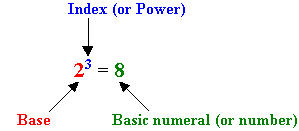 Index (or Power)
2³ = 8
Base
Basic numeral (or number)